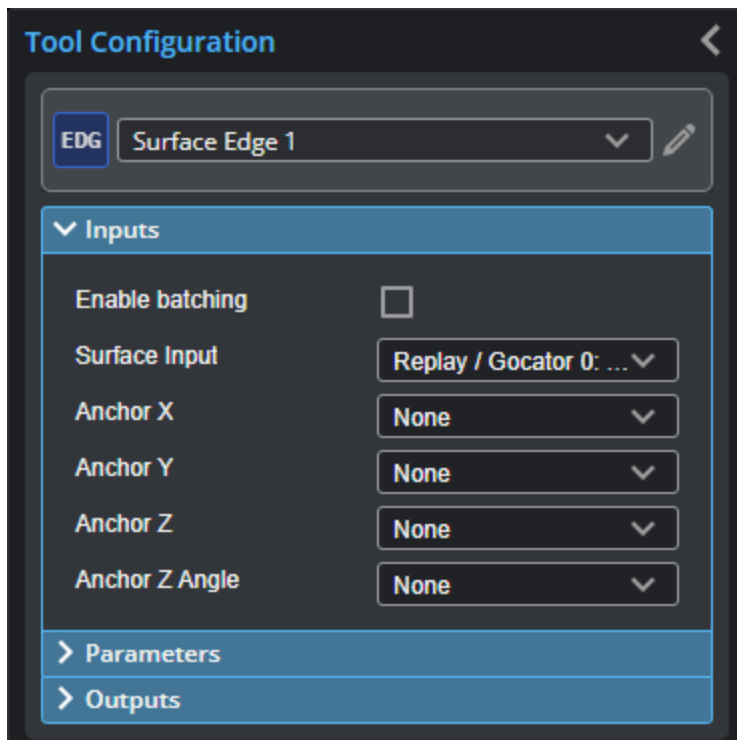 Tool Configuration
EDG Surface Edge 1
Inputs
Enable batching
Surface Input Replay / Gocator 0: ...
Anchor X None
Anchor Y None
Anchor Z None
Anchor Z Angle None
Parameters
Outputs